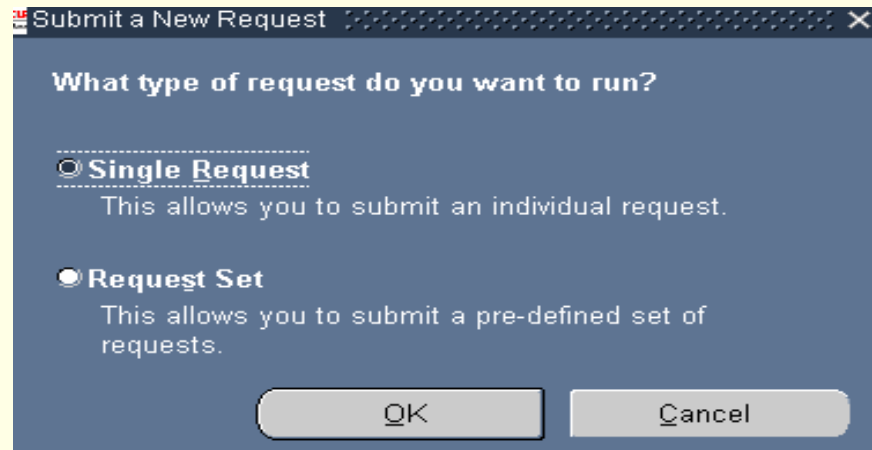 Submit a New Request
What type of request do you want to run?
Single Request
This allows you to submit an individual request.
Request Set
This allows you to submit a pre-defined set of
requests.
OK
Cancel